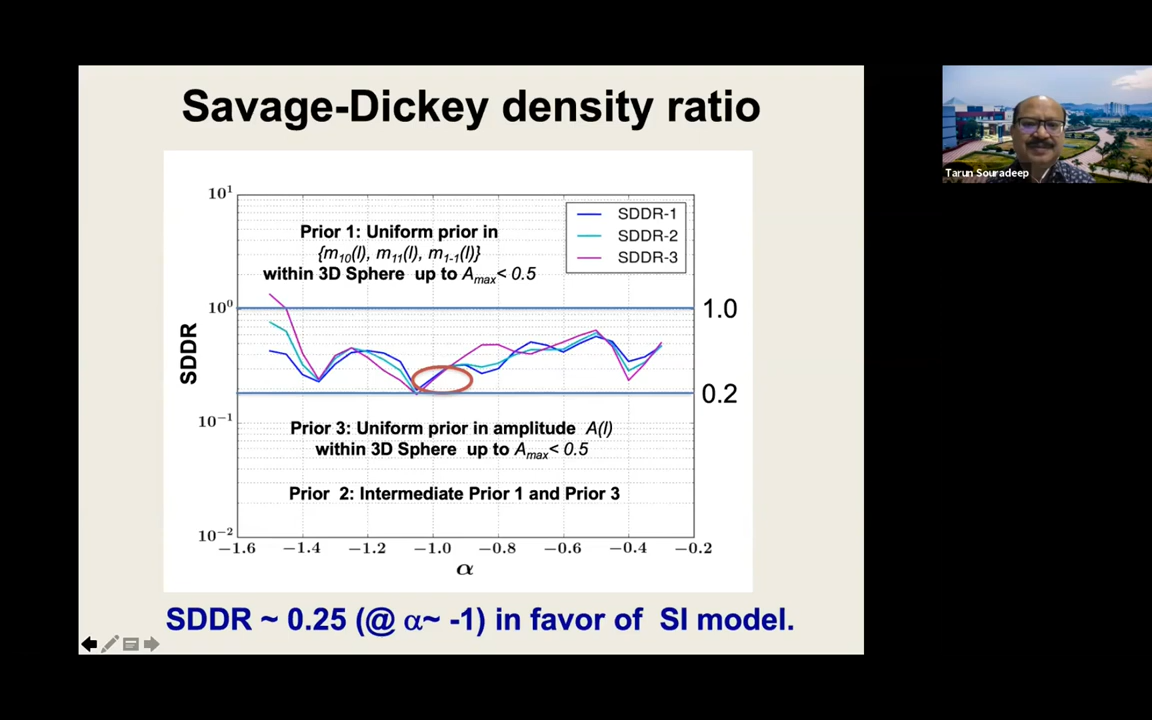 Savage-Dickey density ratio
Tarun Souradeep
10¹
SDDR-1
SDDR-2
SDDR-3
Prior 1: Uniform prior in
{m₁₀(l), m₁₁(l), m₁₋₁(l)}
within 3D Sphere up to Aₘₐₓ< 0.5
10⁰
1.0
SDDR
0.2
10⁻¹
Prior 3: Uniform prior in amplitude A(l)
within 3D Sphere up to Aₘₐₓ< 0.5
Prior 2: Intermediate Prior 1 and Prior 3
10⁻²
−1.6 −1.4 −1.2 −1.0 −0.8 −0.6 −0.4 −0.2
α
SDDR ~ 0.25 (@ α~ -1) in favor of SI model.